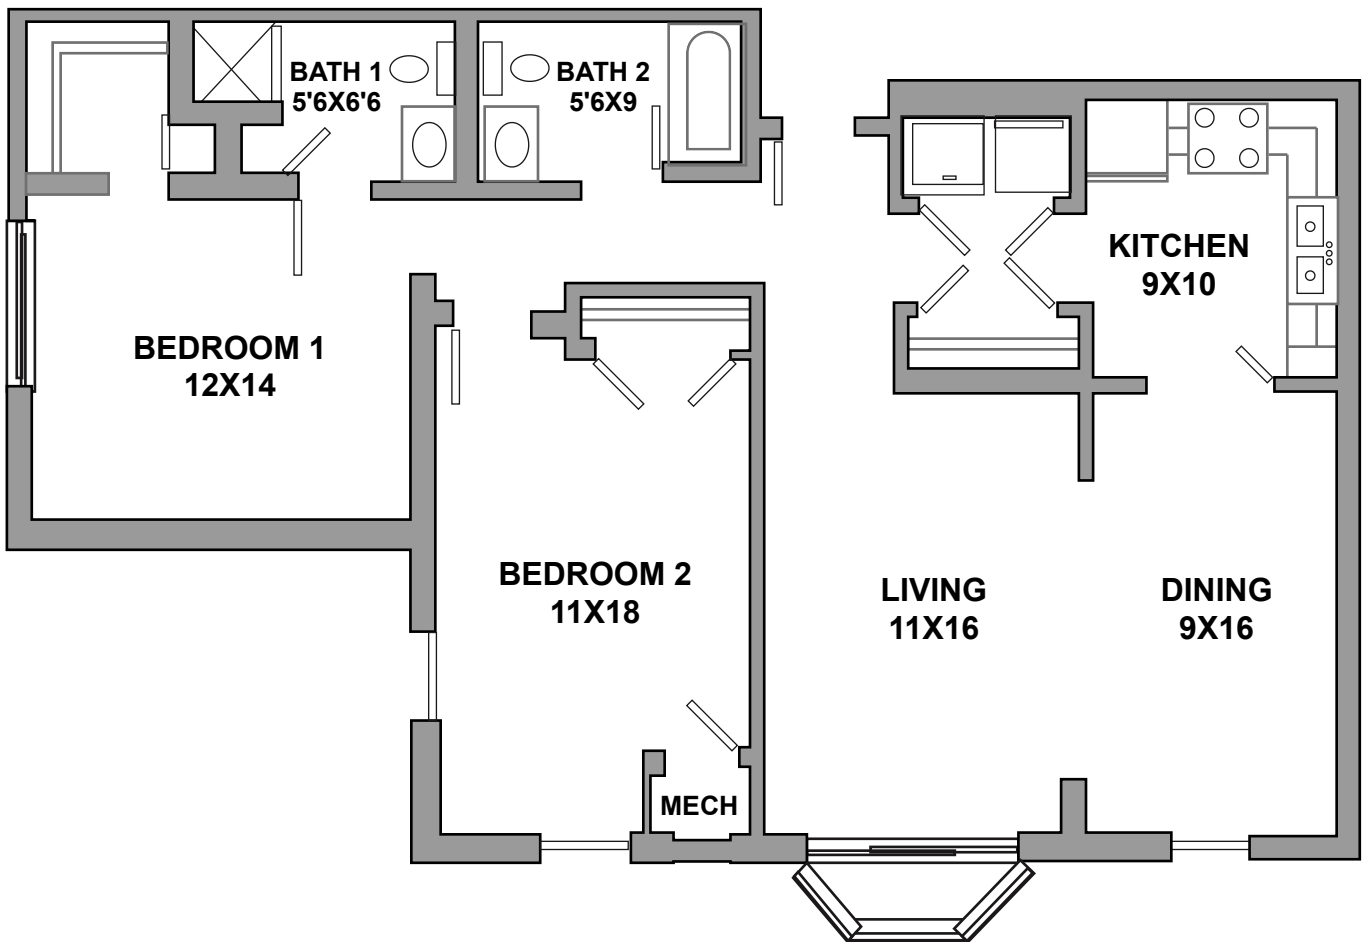 BATH 1
5'6X6'6
BATH 2
5'6X9
KITCHEN
9X10
BEDROOM 1
12X14
BEDROOM 2
11X18
LIVING
11X16
DINING
9X16
MECH